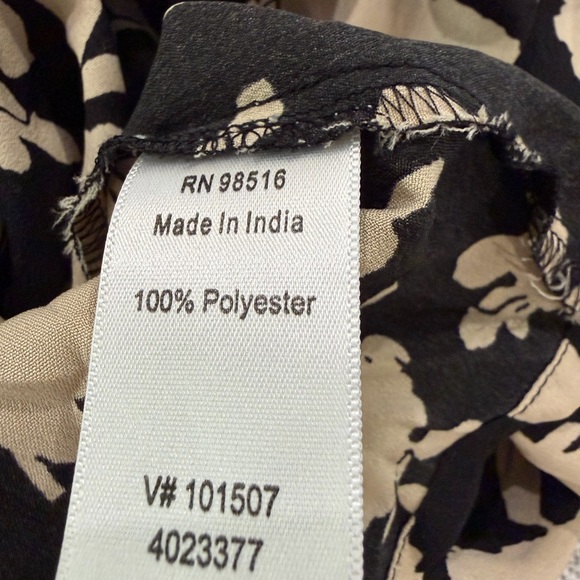 RN 98516
Made In India
100% Polyester
V# 101507
4023377